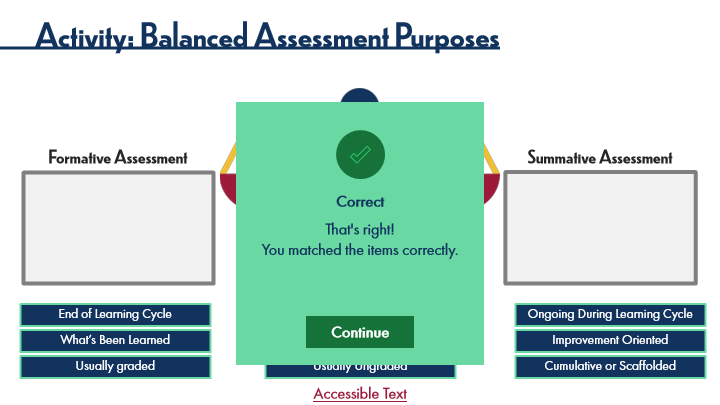 Activity: Balanced Assessment Purposes
Formative Assessment
Summative Assessment
Correct
That's right!
You matched the items correctly.
Continue
End of Learning Cycle
Ongoing During Learning Cycle
What's Been Learned
Improvement Oriented
Usually graded
Usually Ungraded
Cumulative or Scaffolded
Accessible Text